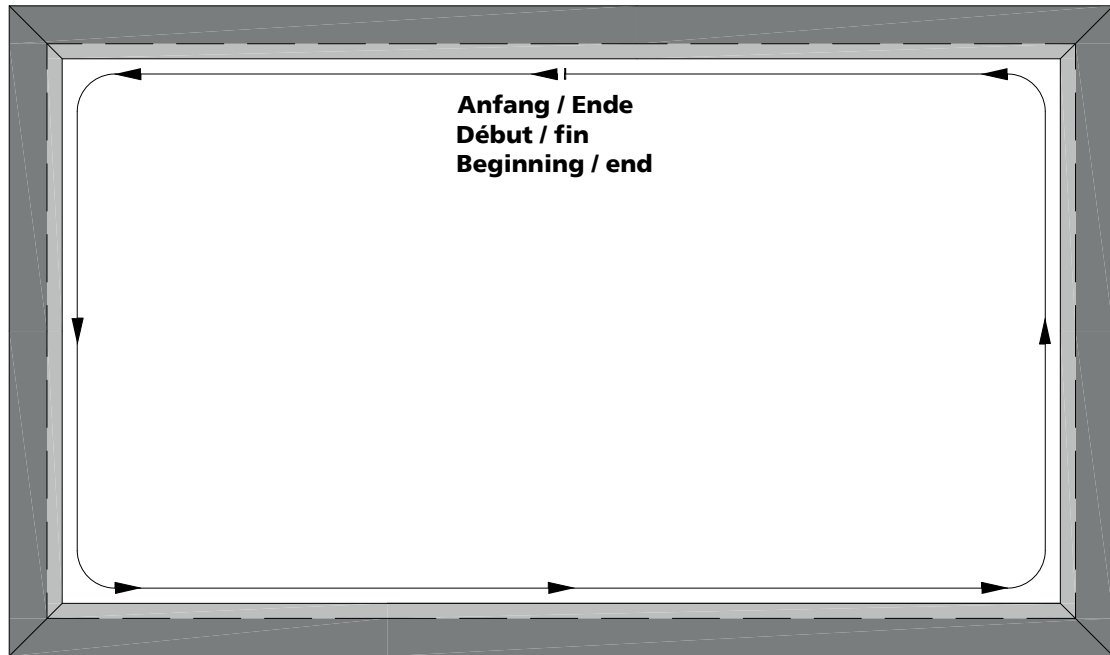 Anfang / Ende
Début / fin
Beginning / end